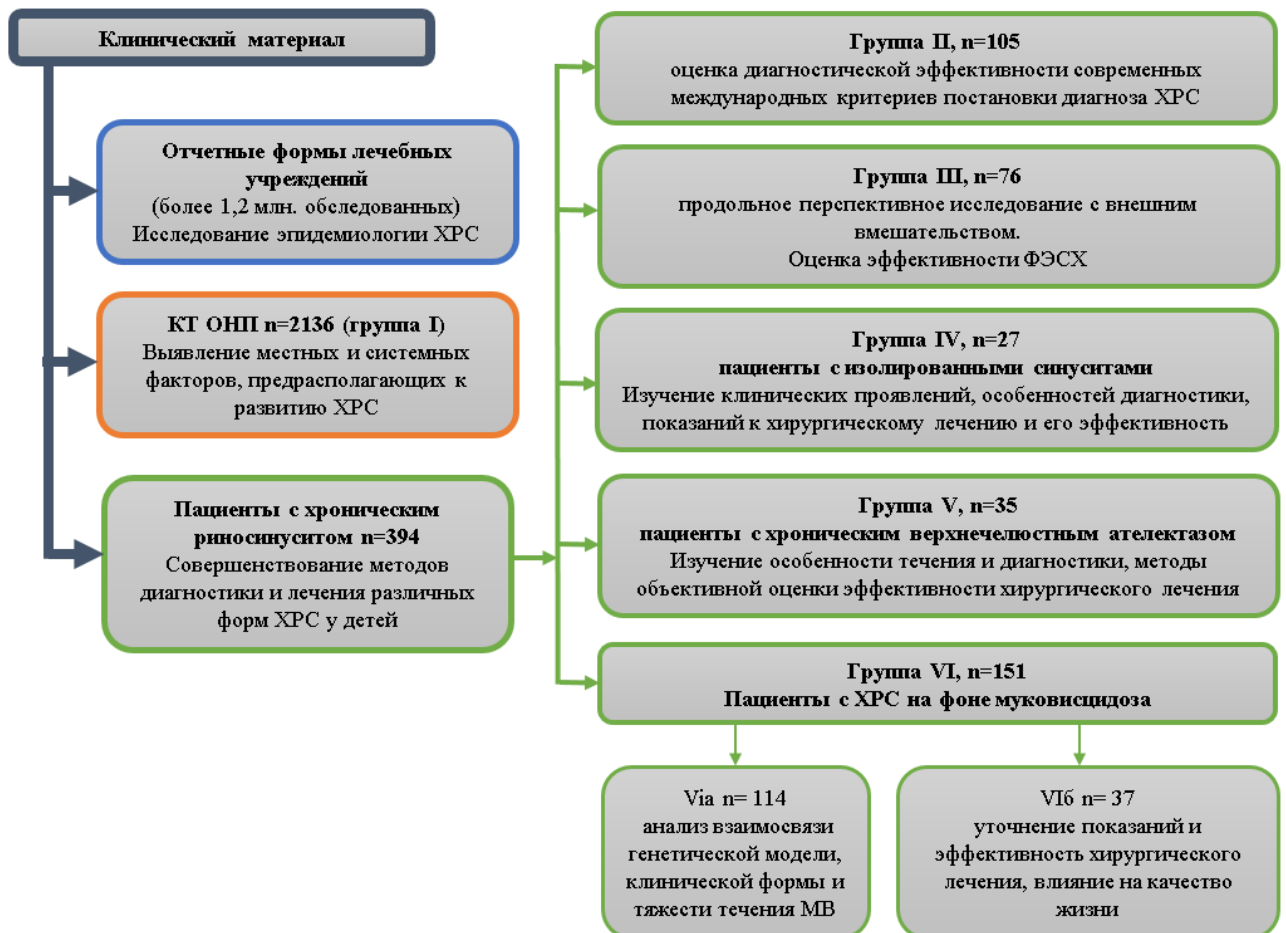 Клинический материал
Отчетные формы лечебных
учреждений
(более 1,2 млн. обследованных)
Исследование эпидемиологии ХРС
КТ ОНП n=2136 (группа I)
Выявление местных и системных
факторов, предрасполагающих к
развитию ХРС
Пациенты с хроническим
риносинуситом n=394
Совершенствование методов
диагностики и лечения различных
форм ХРС у детей
Группа II, n=105
оценка диагностической эффективности современных
международных критериев постановки диагноза ХРС
Группа III, n=76
продольное перспективное исследование с внешним
вмешательством.
Оценка эффективности ФЭСХ
Группа IV, n=27
пациенты с изолированными синуситами
Изучение клинических проявлений, особенностей диагностики,
показаний к хирургическому лечению и его эффективность
Группа V, n=35
пациенты с хроническим верхнечелюстным ателектазом
Изучение особенности течения и диагностики, методы
объективной оценки эффективности хирургического лечения
Группа VI, n=151
Пациенты с ХРС на фоне муковисцидоза
Via n= 114
анализ взаимосвязи
генетической модели,
клинической формы и
тяжести течения МВ
VIб n= 37
уточнение показаний и
эффективность хирургического
лечения, влияние на качество
жизни